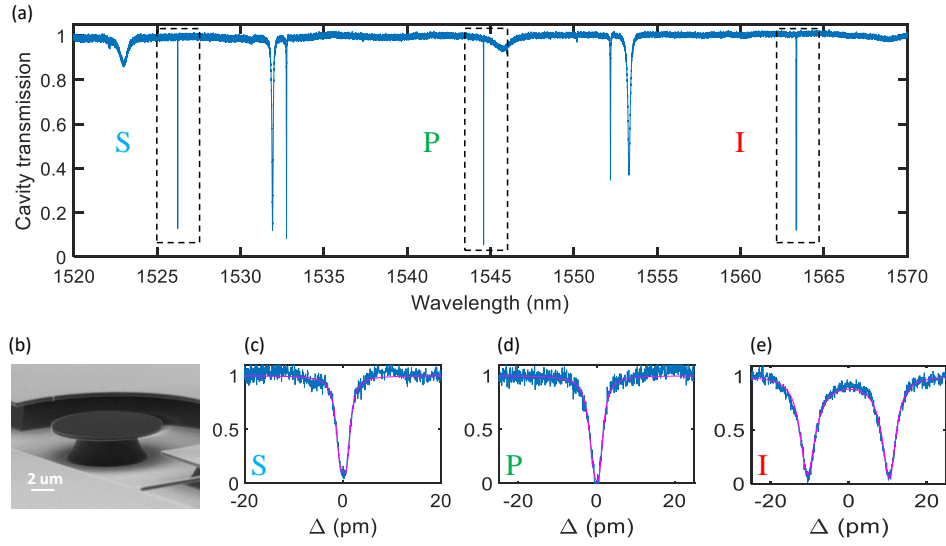 (a)
Cavity transmission
1
0.8
0.6
0.4
0.2
0
S
P
I
1520 1525 1530 1535 1540 1545 1550 1555 1560 1565 1570
Wavelength (nm)
(b)
2 um
(c)
1
0.5
0
S
-20 0 20
Δ (pm)
(d)
1
0.5
0
P
-20 0 20
Δ (pm)
(e)
1
0.5
0
I
-20 0 20
Δ (pm)